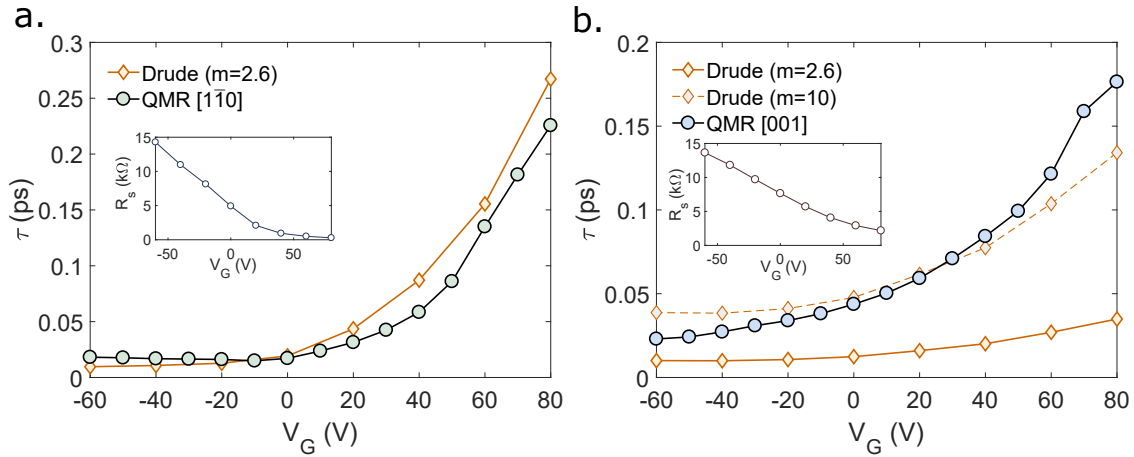 a.
0.3
0.25
0.2
0.15
0.1
0.05
0
τ (ps)
-60
-40
-20
0
20
40
60
80
V_G (V)
Drude (m=2.6)
QMR [11̅0]
15
10
5
0
R_s (kΩ)
-50
0
50
V_G (V)
b.
0.2
0.15
0.1
0.05
0
τ (ps)
-60
-40
-20
0
20
40
60
80
V_G (V)
Drude (m=2.6)
Drude (m=10)
QMR [001]
15
10
5
0
R_s (kΩ)
-50
0
50
V_G (V)